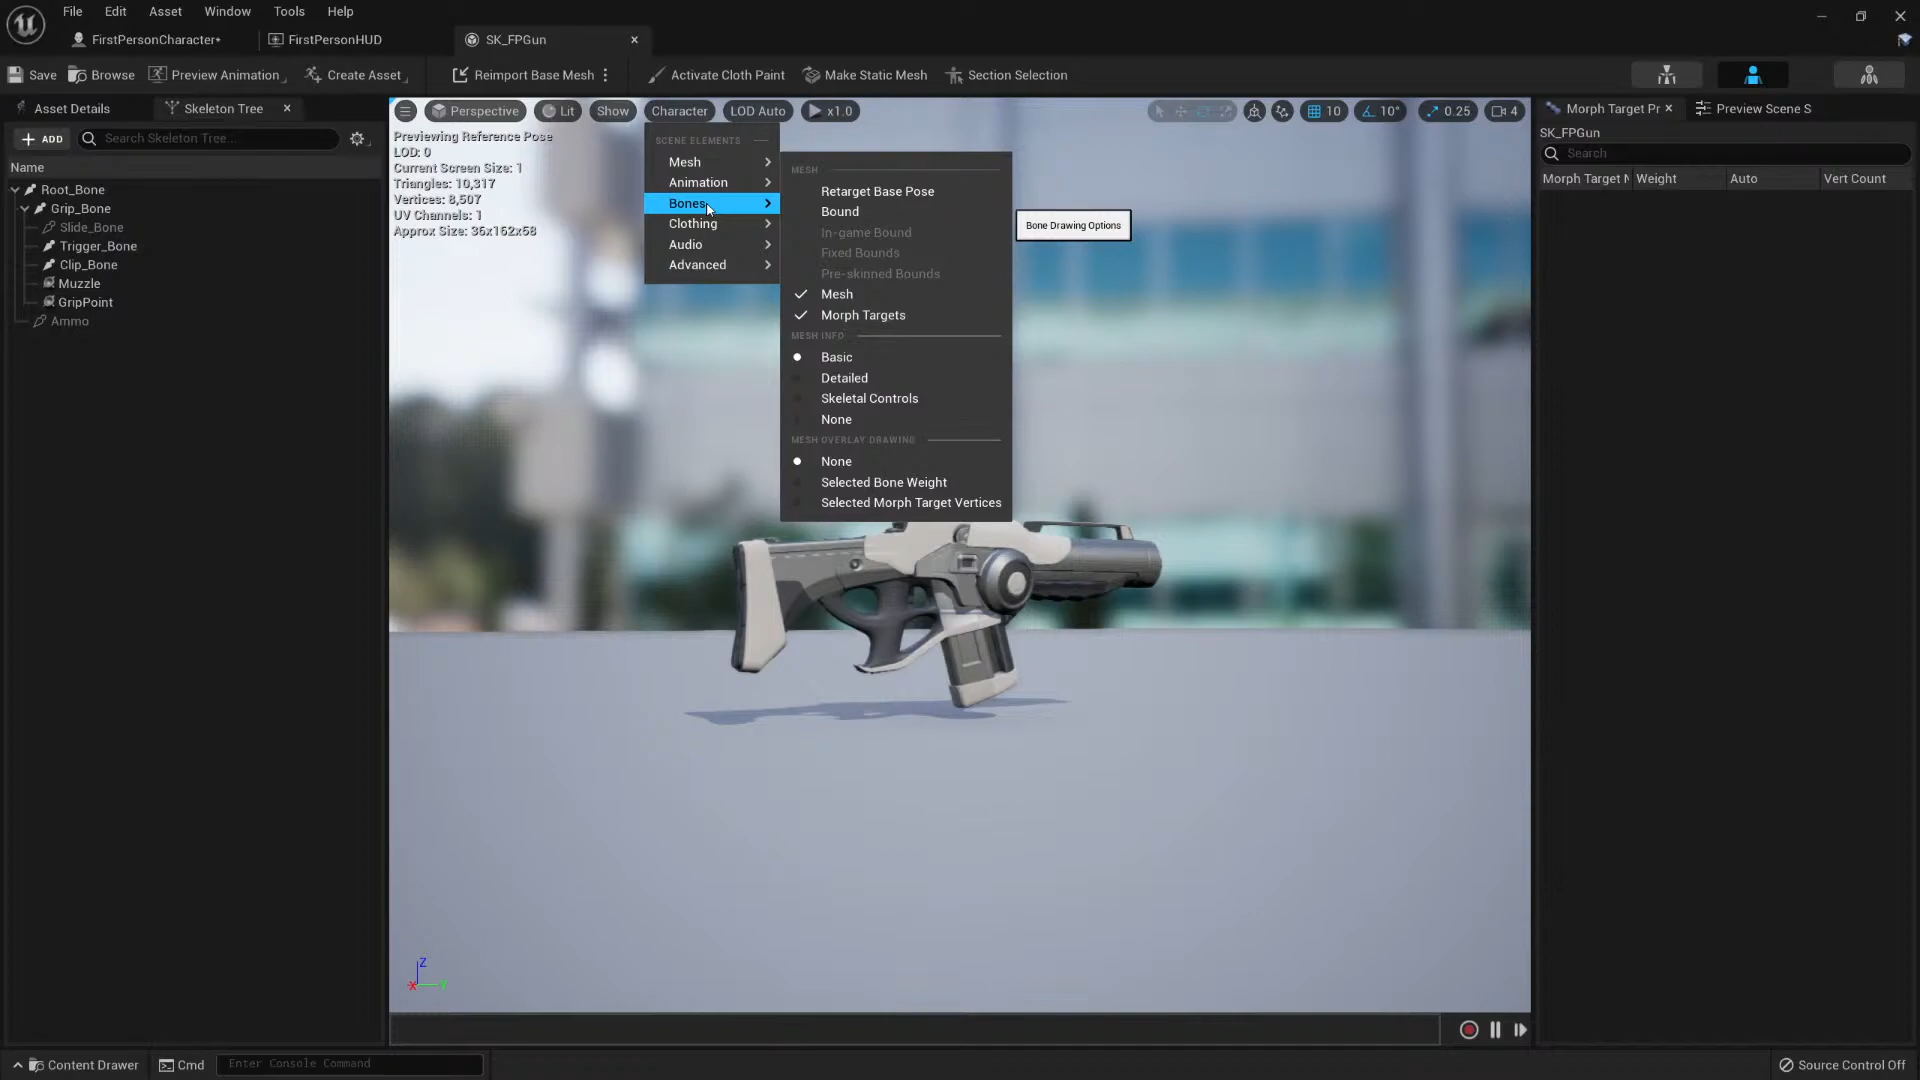 File Edit Asset Window Tools Help
FirstPersonCharacter• FirstPersonHUD SK_FPGun
Save Browse Preview Animation Create Asset Reimport Base Mesh Activate Cloth Paint Make Static Mesh Section Selection
Asset Details Skeleton Tree
ADD Search Skeleton Tree...
Name
Root_Bone
Grip_Bone
Slide_Bone
Trigger_Bone
Clip_Bone
Muzzle
GripPoint
Ammo
Perspective Lit Show Character LOD Auto x1.0 10 10° 0.25 4
Previewing Reference Pose
LOD: 0
Current Screen Size: 1
Triangles: 10,317
Vertices: 8,507
UV Channels: 1
Approx Size: 36x162x58
SCENE ELEMENTS
Mesh
Animation
Bones
Clothing
Audio
Advanced
MESH
Retarget Base Pose
Bound
In-game Bound
Fixed Bounds
Pre-skinned Bounds
Mesh
Morph Targets
MESH INFO
Basic
Detailed
Skeletal Controls
None
MESH OVERLAY DRAWING
None
Selected Bone Weight
Selected Morph Target Vertices
Bone Drawing Options
Z
X Y
Morph Target Pr Preview Scene S
SK_FPGun
Search
Morph Target N Weight Auto Vert Count
Content Drawer Cmd Enter Console Command Source Control Off